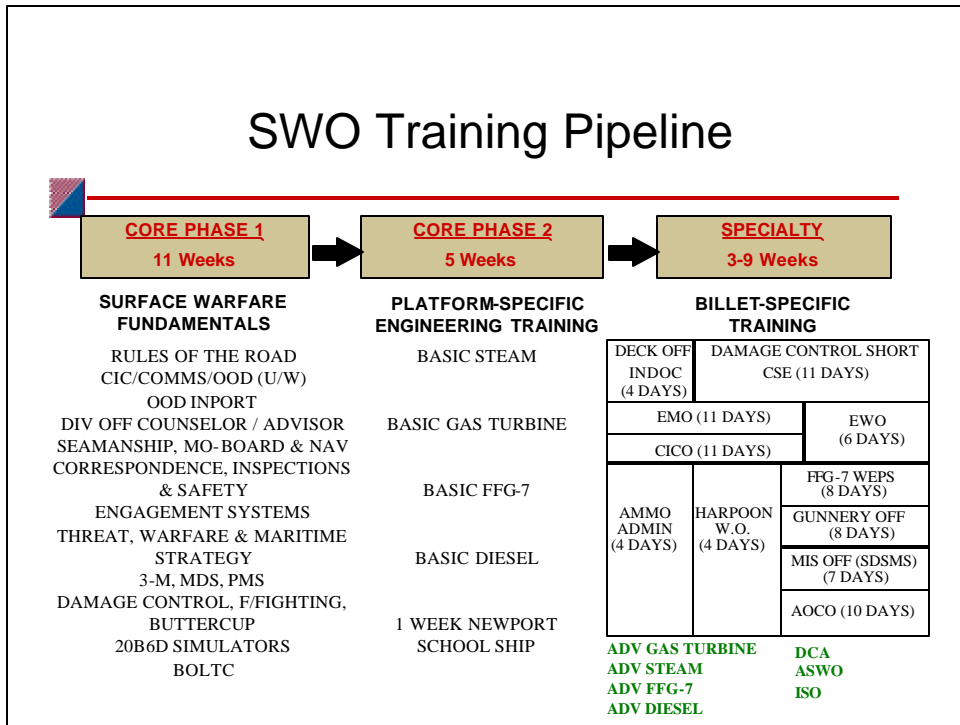 SWO Training Pipeline
CORE PHASE 1
11 Weeks
CORE PHASE 2
5 Weeks
SPECIALTY
3-9 Weeks
SURFACE WARFARE
FUNDAMENTALS
RULES OF THE ROAD
CIC/COMMS/OOD (U/W)
OOD INPORT
DIV OFF COUNSELOR / ADVISOR
SEAMANSHIP, MO-BOARD & NAV
CORRESPONDENCE, INSPECTIONS
& SAFETY
ENGAGEMENT SYSTEMS
THREAT, WARFARE & MARITIME
STRATEGY
3-M, MDS, PMS
DAMAGE CONTROL, F/FIGHTING,
BUTTERCUP
20B6D SIMULATORS
BOLTC
PLATFORM-SPECIFIC
ENGINEERING TRAINING
BASIC STEAM
BASIC GAS TURBINE
BASIC FFG-7
BASIC DIESEL
1 WEEK NEWPORT
SCHOOL SHIP
BILLET-SPECIFIC
TRAINING
DECK OFF
INDOC
(4 DAYS)
DAMAGE CONTROL SHORT
CSE (11 DAYS)
EMO (11 DAYS)
CICO (11 DAYS)
EWO
(6 DAYS)
AMMO
ADMIN
(4 DAYS)
HARPOON
W.O.
(4 DAYS)
FFG-7 WEPS
(8 DAYS)
GUNNERY OFF
(8 DAYS)
MIS OFF (SDSMS)
(7 DAYS)
AOCO (10 DAYS)
ADV GAS TURBINE
ADV STEAM
ADV FFG-7
ADV DIESEL
DCA
ASWO
ISO